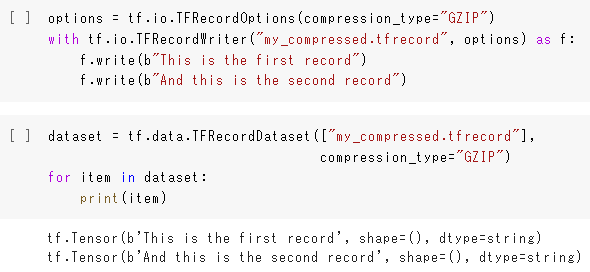 [ ] options = tf.io.TFRecordOptions(compression_type="GZIP")
with tf.io.TFRecordWriter("my_compressed.tfrecord", options) as f:
    f.write(b"This is the first record")
    f.write(b"And this is the second record")
[ ] dataset = tf.data.TFRecordDataset(["my_compressed.tfrecord"],
                                  compression_type="GZIP")
for item in dataset:
    print(item)
tf.Tensor(b'This is the first record', shape=(), dtype=string)
tf.Tensor(b'And this is the second record', shape=(), dtype=string)